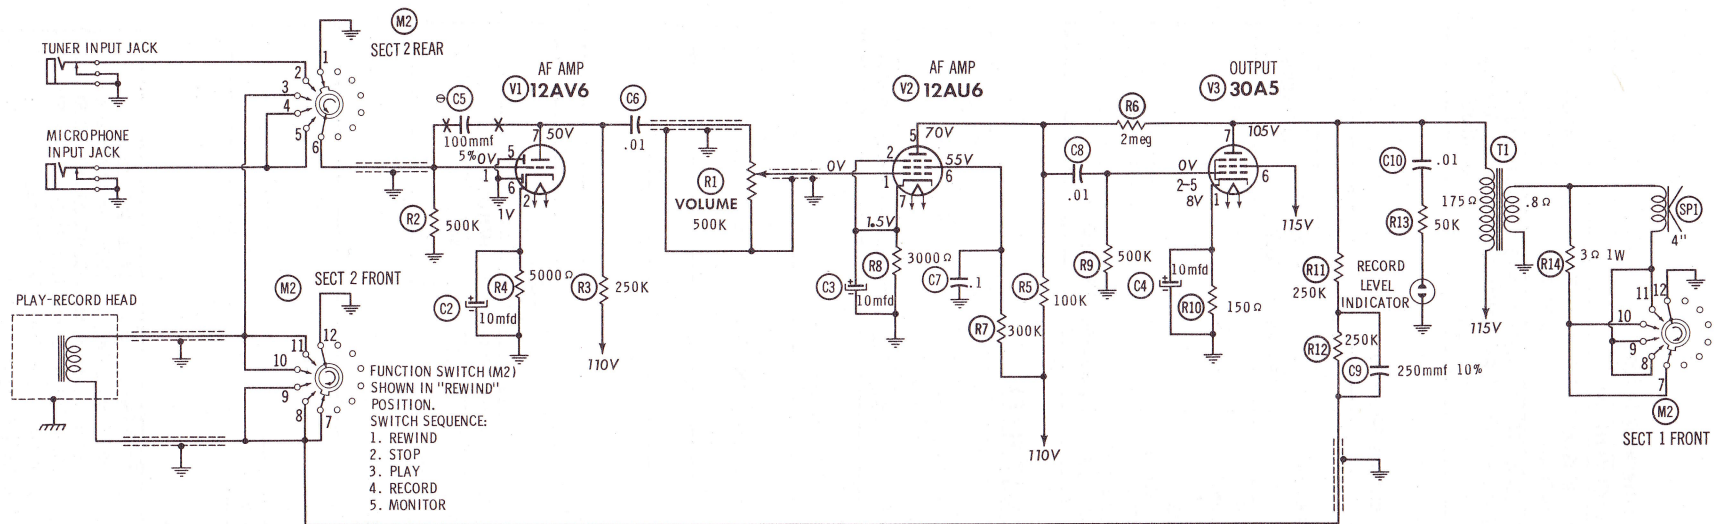 TUNER INPUT JACK
MICROPHONE
INPUT JACK
M2
SECT 2 REAR
1
2
3
4
5
6
⊖ C5
100mmf
5%
AF AMP
V1 12AV6
7
50V
0V
5
1
6
2
1V
C6
.01
R2
500K
C2
10mfd
R4
5000Ω
R3
250K
110V
R1
VOLUME
500K
AF AMP
V2 12AU6
5
70V
0V
2
1
7
55V
6
1.5V
C3
10mfd
R8
3000Ω
C7
.1
R7
300K
R5
100K
110V
R6
2meg
C8
.01
R9
500K
OUTPUT
V3 30A5
7
105V
0V
2-5
8V
1
6
115V
C4
10mfd
R10
150Ω
R11
250K
R12
250K
C9
250mmf 10%
C10
.01
R13
50K
RECORD
LEVEL
INDICATOR
T1
175Ω
.8Ω
115V
R14
3Ω 1W
SP1
4"
11
12
10
9
8
7
M2
SECT 1 FRONT
PLAY-RECORD HEAD
M2
SECT 2 FRONT
12
11
10
9
8
7
FUNCTION SWITCH (M2)
SHOWN IN "REWIND"
POSITION.
SWITCH SEQUENCE:
1. REWIND
2. STOP
3. PLAY
4. RECORD
5. MONITOR